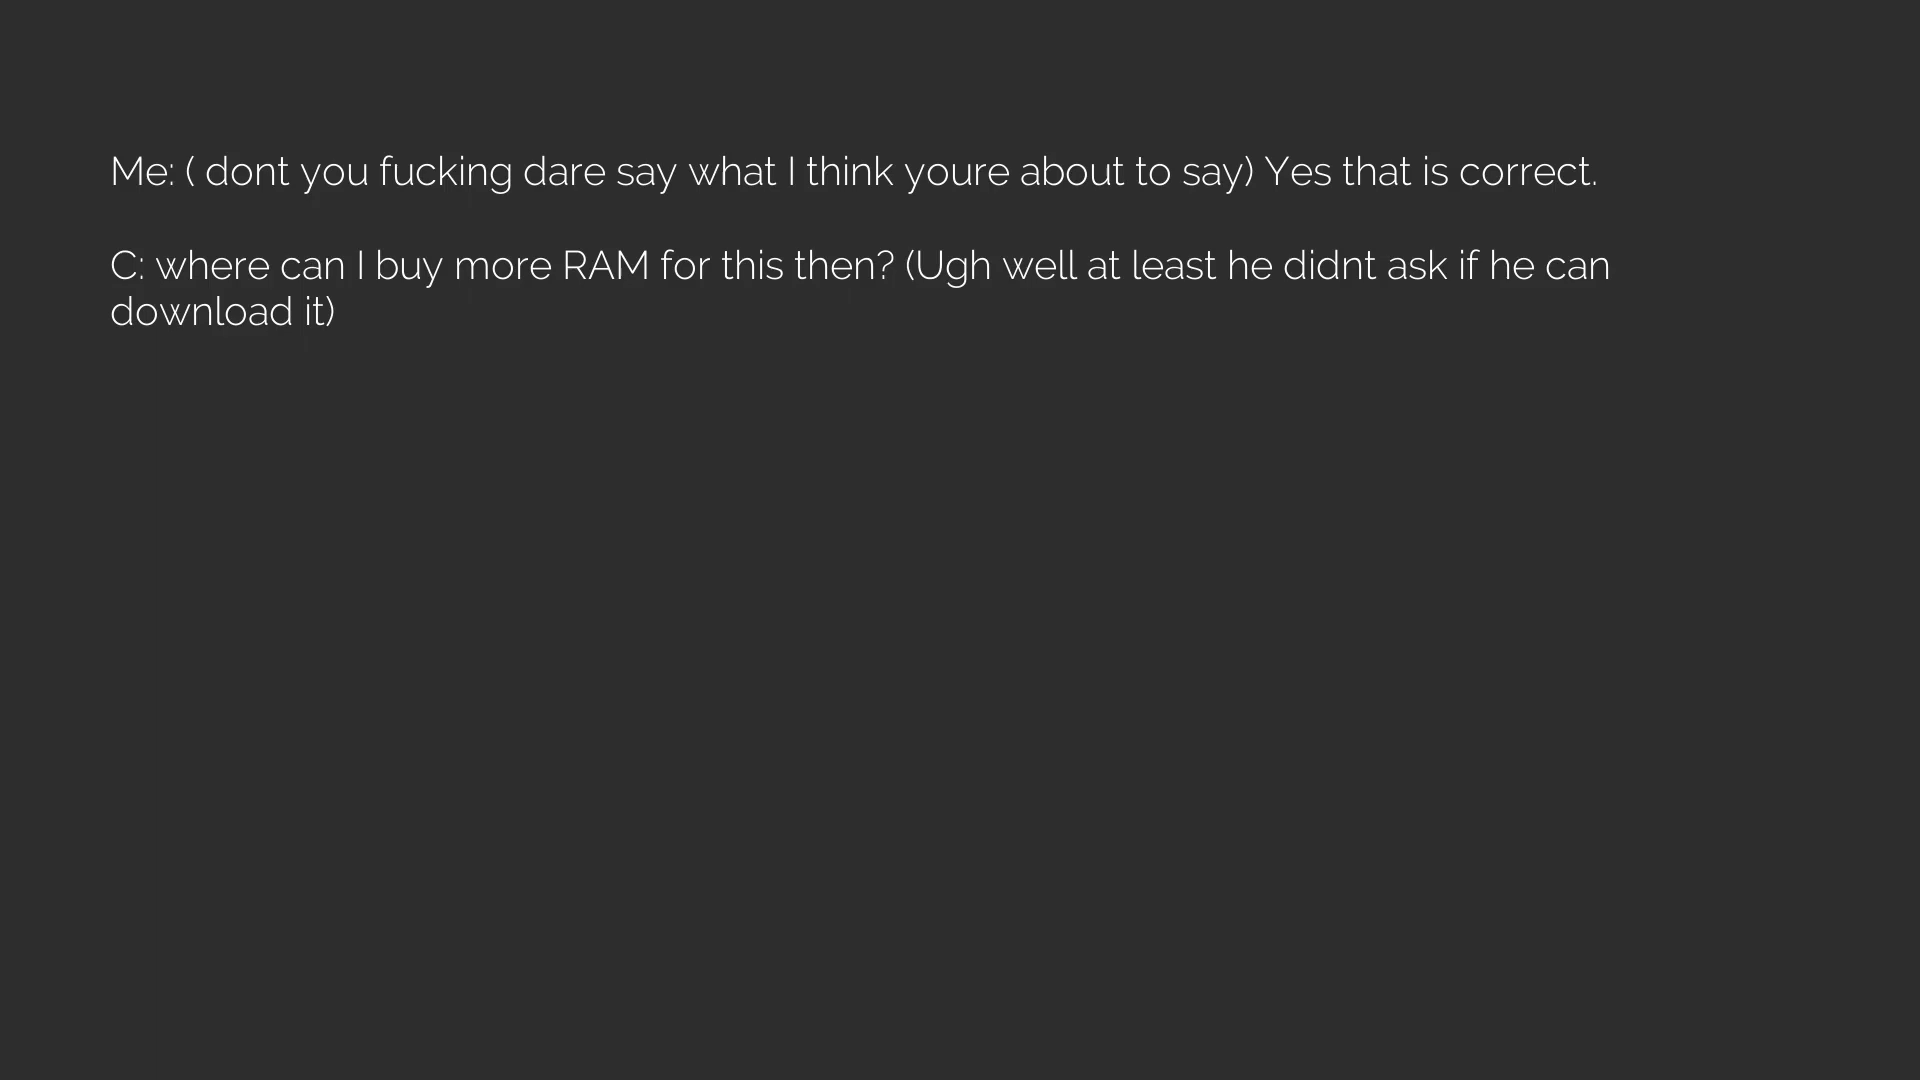 Me: ( dont you fucking dare say what I think youre about to say) Yes that is correct.
C: where can I buy more RAM for this then? (Ugh well at least he didnt ask if he can
download it)